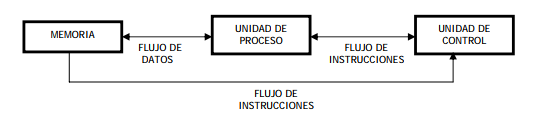 MEMORIA
FLUJO DE
DATOS
UNIDAD DE
PROCESO
FLUJO DE
INSTRUCCIONES
UNIDAD DE
CONTROL
FLUJO DE
INSTRUCCIONES